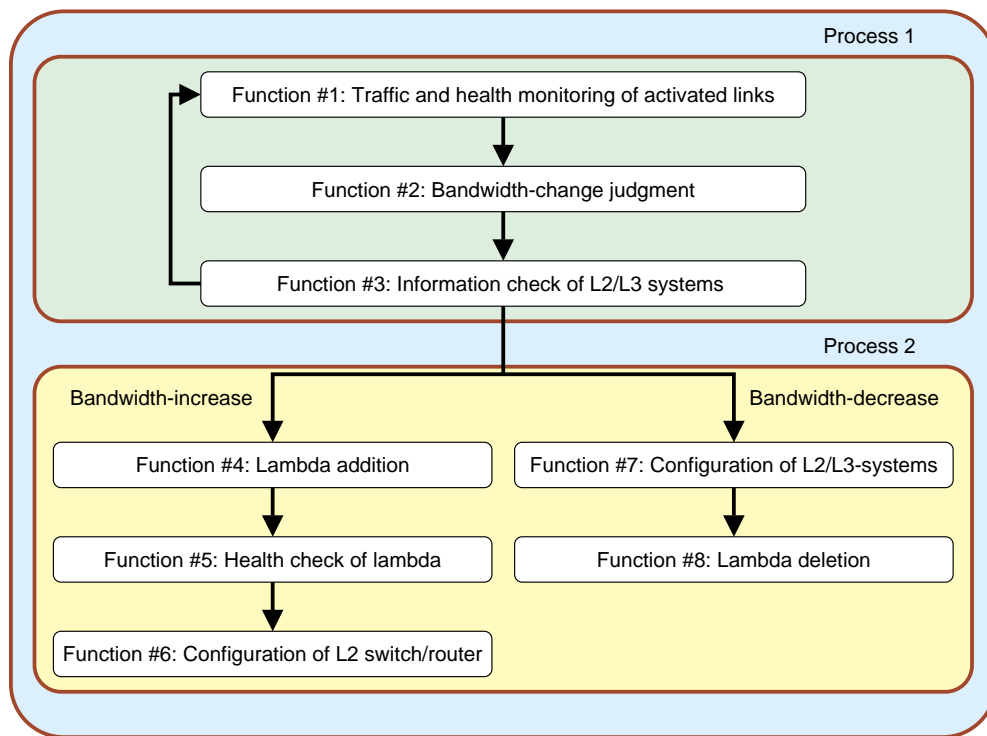 Process 1
Function #1: Traffic and health monitoring of activated links
Function #2: Bandwidth-change judgment
Function #3: Information check of L2/L3 systems
Process 2
Bandwidth-increase
Bandwidth-decrease
Function #4: Lambda addition
Function #7: Configuration of L2/L3-systems
Function #5: Health check of lambda
Function #8: Lambda deletion
Function #6: Configuration of L2 switch/router